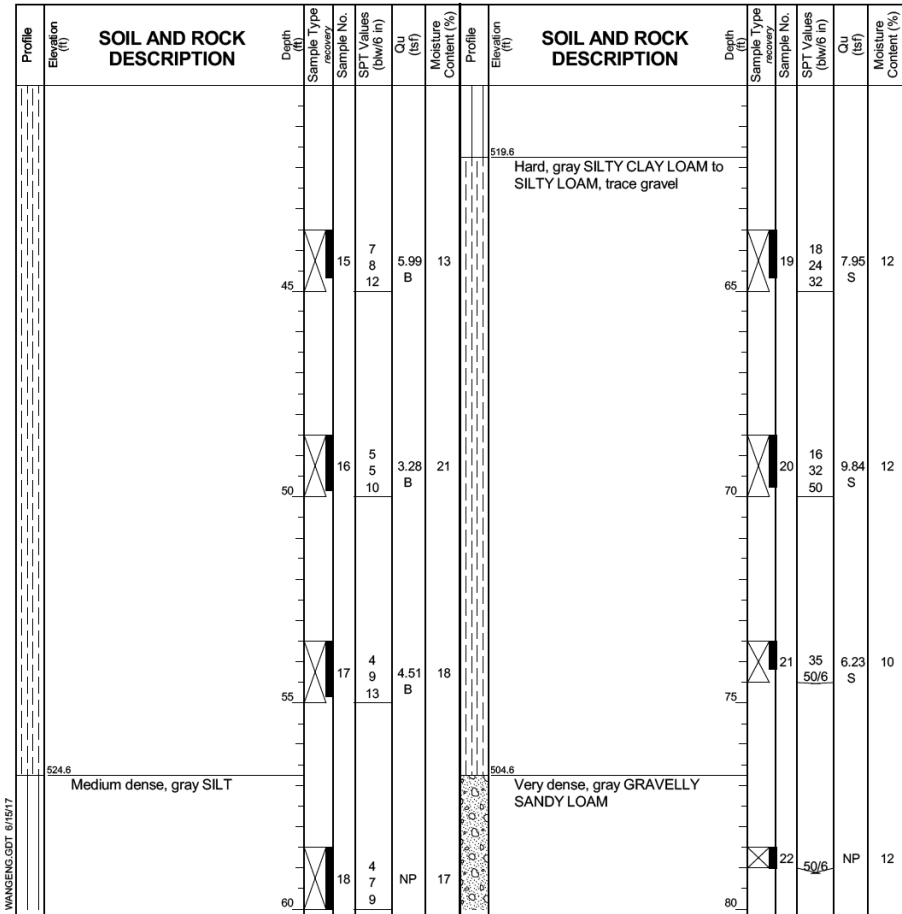 Profile
Elevation
(ft)
SOIL AND ROCK
DESCRIPTION
Depth
(ft)
Sample Type
recovery
Sample No.
SPT Values
(blw/6 in)
Qu
(tsf)
Moisture
Content (%)
15
7
8
12
5.99
B
13
45
16
5
5
10
3.28
B
21
50
17
4
9
13
4.51
B
18
55
524.6
Medium dense, gray SILT
18
4
7
9
NP
17
60
Profile
Elevation
(ft)
SOIL AND ROCK
DESCRIPTION
Depth
(ft)
Sample Type
recovery
Sample No.
SPT Values
(blw/6 in)
Qu
(tsf)
Moisture
Content (%)
519.6
Hard, gray SILTY CLAY LOAM to
SILTY LOAM, trace gravel
19
18
24
32
7.95
S
12
65
20
16
32
50
9.84
S
12
70
21
35
50/6
6.23
S
10
75
504.6
Very dense, gray GRAVELLY
SANDY LOAM
22
50/6
NP
12
80
WANGENG.GDT 6/15/17